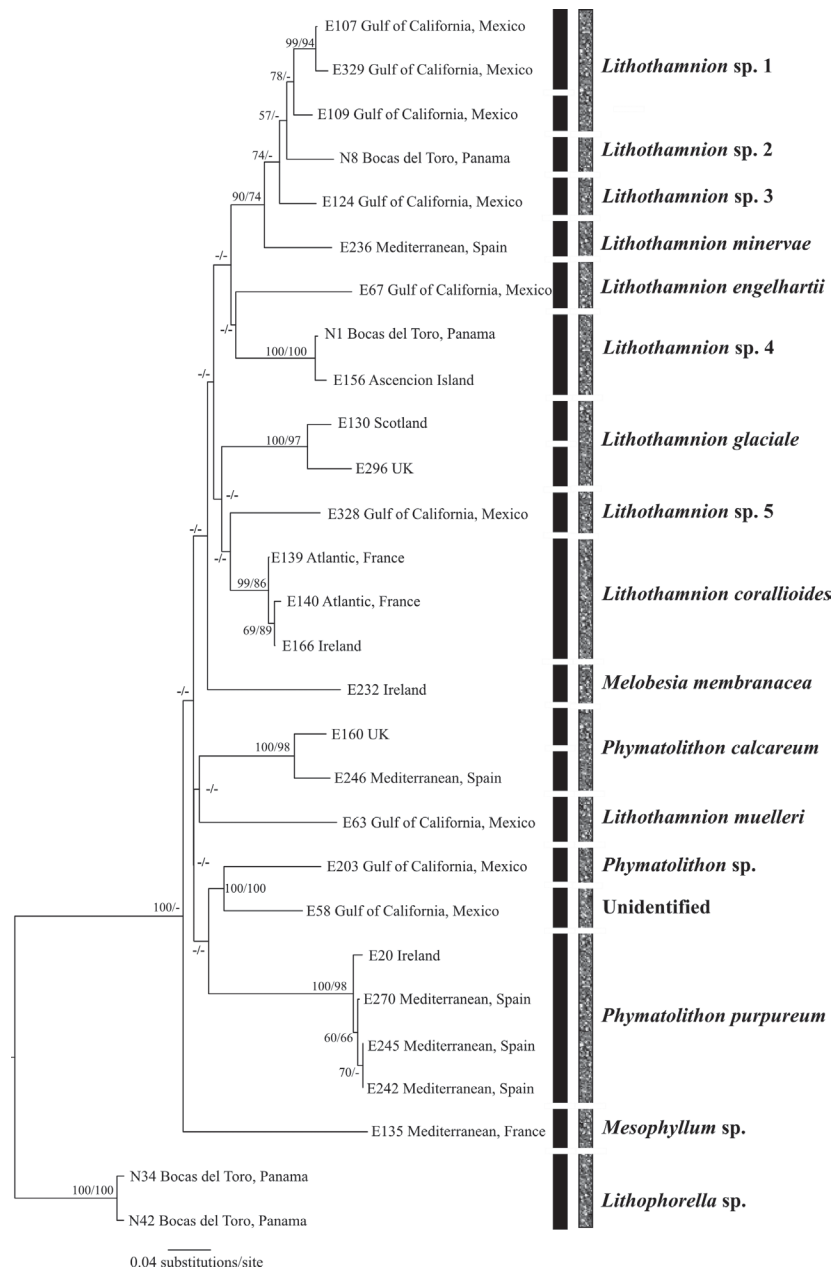 E107 Gulf of California, Mexico
99/94
E329 Gulf of California, Mexico
Lithothamnion sp. 1
78/-
E109 Gulf of California, Mexico
57/-
N8 Bocas del Toro, Panama
Lithothamnion sp. 2
74/-
90/74
E124 Gulf of California, Mexico
Lithothamnion sp. 3
E236 Mediterranean, Spain
Lithothamnion minervae
-/-
E67 Gulf of California, Mexico
Lithothamnion engelhartii
-/-
N1 Bocas del Toro, Panama
100/100
Lithothamnion sp. 4
E156 Ascencion Island
-/-
E130 Scotland
100/97
Lithothamnion glaciale
E296 UK
-/-
E328 Gulf of California, Mexico
Lithothamnion sp. 5
-/-
-/-
E139 Atlantic, France
99/86
Lithothamnion corallioides
E140 Atlantic, France
69/89
E166 Ireland
E232 Ireland
Melobesia membranacea
-/-
E160 UK
100/98
Phymatolithon calcareum
E246 Mediterranean, Spain
-/-
E63 Gulf of California, Mexico
Lithothamnion muelleri
-/-
E203 Gulf of California, Mexico
Phymatolithon sp.
100/100
100/-
E58 Gulf of California, Mexico
Unidentified
-/-
E20 Ireland
100/98
E270 Mediterranean, Spain
Phymatolithon purpureum
60/66
E245 Mediterranean, Spain
70/-
E242 Mediterranean, Spain
E135 Mediterranean, France
Mesophyllum sp.
N34 Bocas del Toro, Panama
100/100
Lithophorella sp.
N42 Bocas del Toro, Panama
0.04 substitutions/site